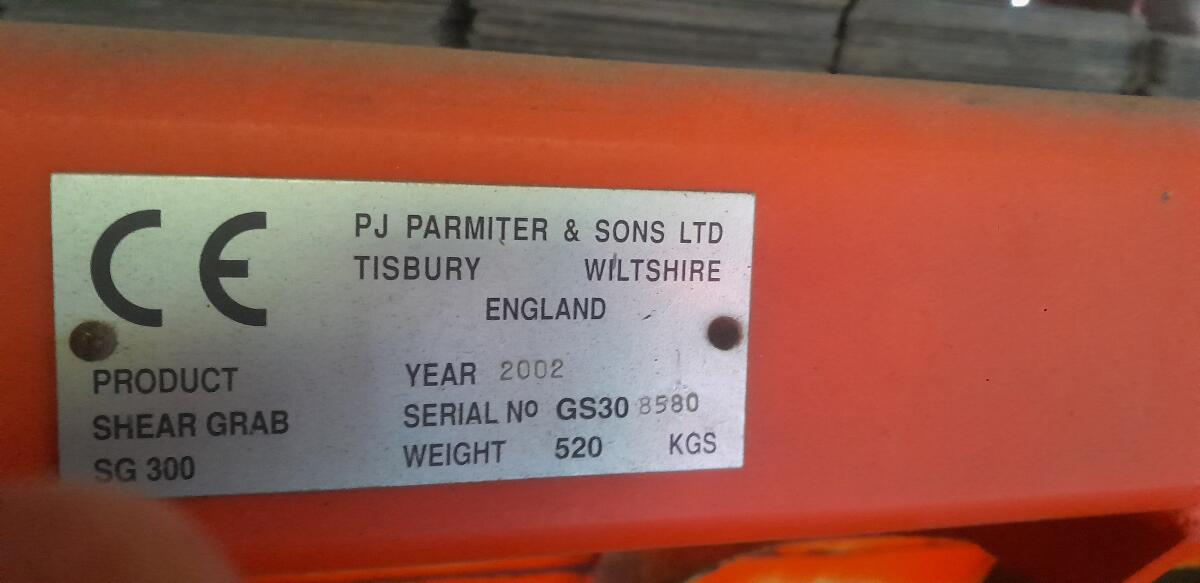 CE
PJ PARMITER & SONS LTD
TISBURY WILTSHIRE
ENGLAND
PRODUCT
SHEAR GRAB
SG 300
YEAR 2002
SERIAL Nº GS30 8580
WEIGHT 520 KGS